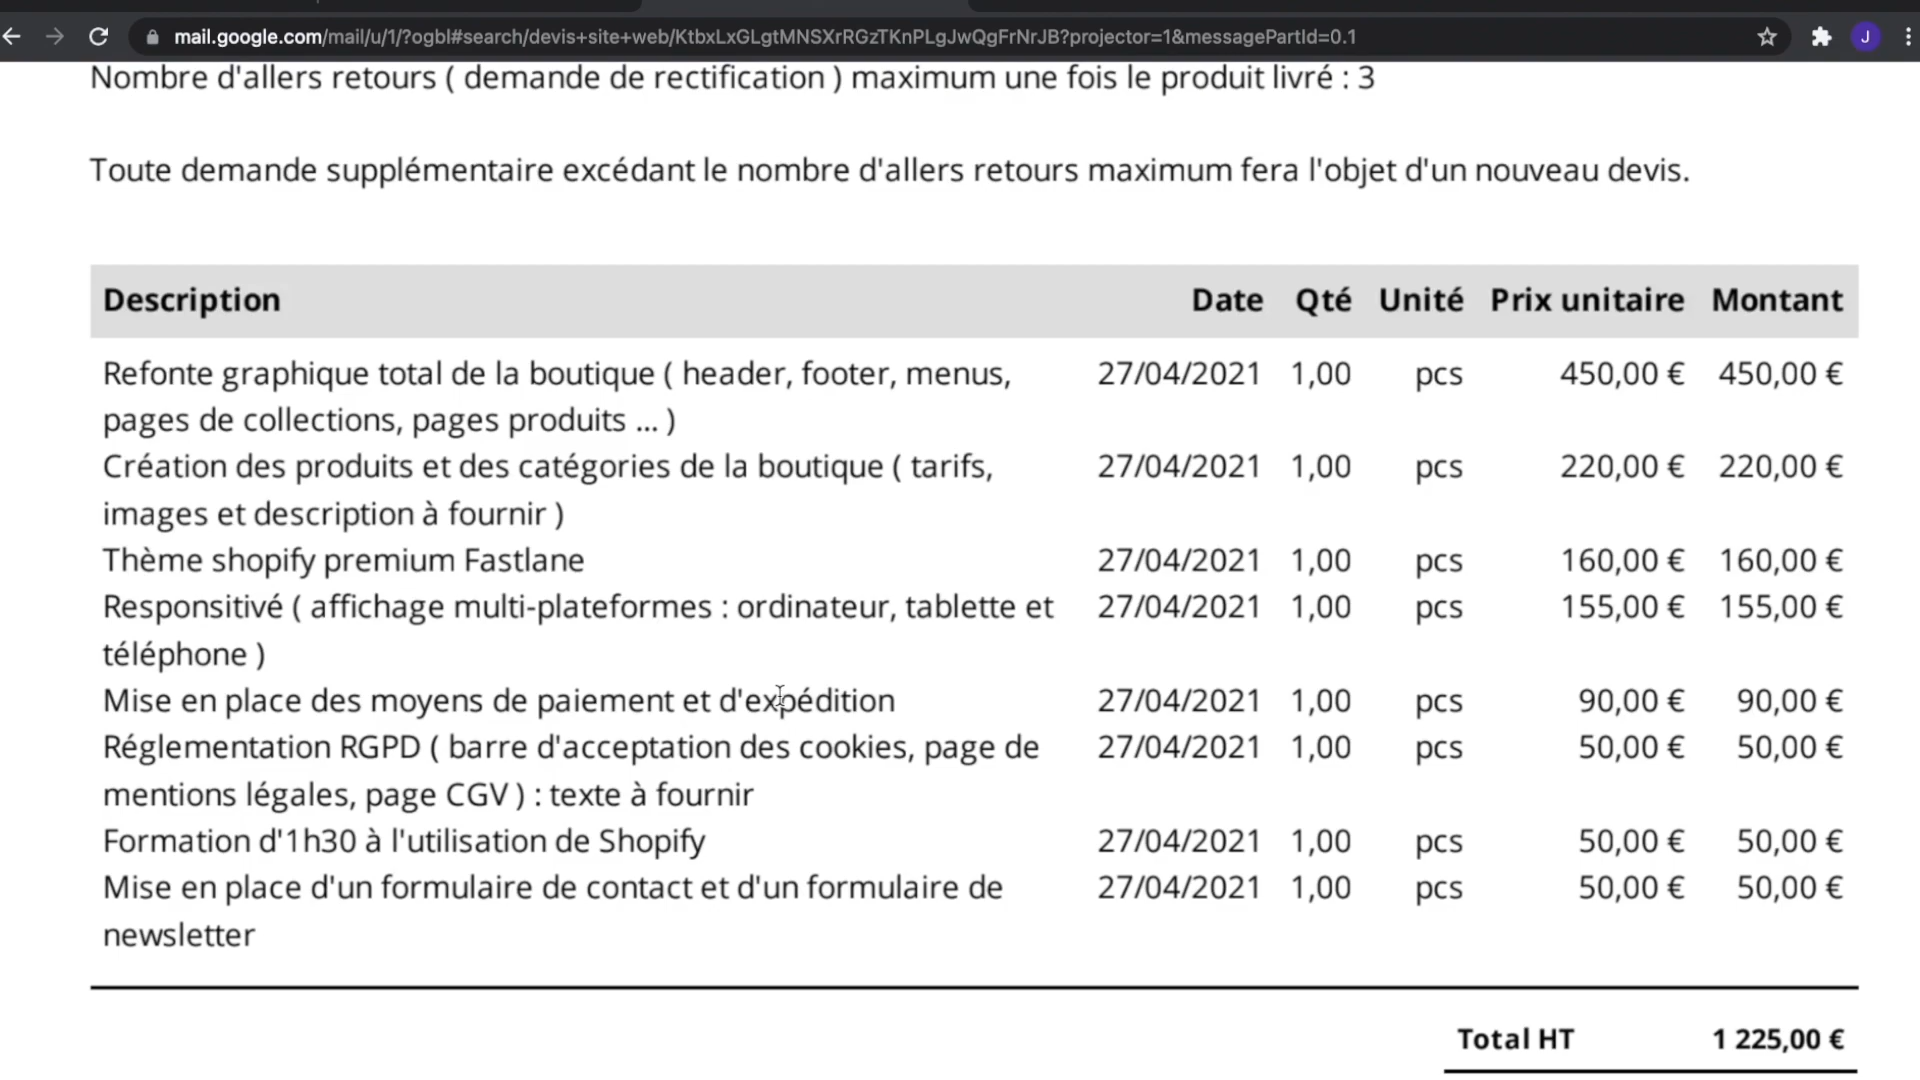 mail.google.com/mail/u/1/?ogbl#search/devis+site+web/KtbxLxGLgtMNSXrRGzTKnPLgJwQgFrNrJB?projector=1&messagePartId=0.1
J
Nombre d'allers retours ( demande de rectification ) maximum une fois le produit livré : 3
Toute demande supplémentaire excédant le nombre d'allers retours maximum fera l'objet d'un nouveau devis.
Description Date Qté Unité Prix unitaire Montant
Refonte graphique total de la boutique ( header, footer, menus, 27/04/2021 1,00 pcs 450,00 € 450,00 €
pages de collections, pages produits ... )
Création des produits et des catégories de la boutique ( tarifs, 27/04/2021 1,00 pcs 220,00 € 220,00 €
images et description à fournir )
Thème shopify premium Fastlane 27/04/2021 1,00 pcs 160,00 € 160,00 €
Responsitivé ( affichage multi-plateformes : ordinateur, tablette et 27/04/2021 1,00 pcs 155,00 € 155,00 €
téléphone )
Mise en place des moyens de paiement et d'expédition 27/04/2021 1,00 pcs 90,00 € 90,00 €
Réglementation RGPD ( barre d'acceptation des cookies, page de 27/04/2021 1,00 pcs 50,00 € 50,00 €
mentions légales, page CGV ) : texte à fournir
Formation d'1h30 à l'utilisation de Shopify 27/04/2021 1,00 pcs 50,00 € 50,00 €
Mise en place d'un formulaire de contact et d'un formulaire de 27/04/2021 1,00 pcs 50,00 € 50,00 €
newsletter
Total HT 1 225,00 €